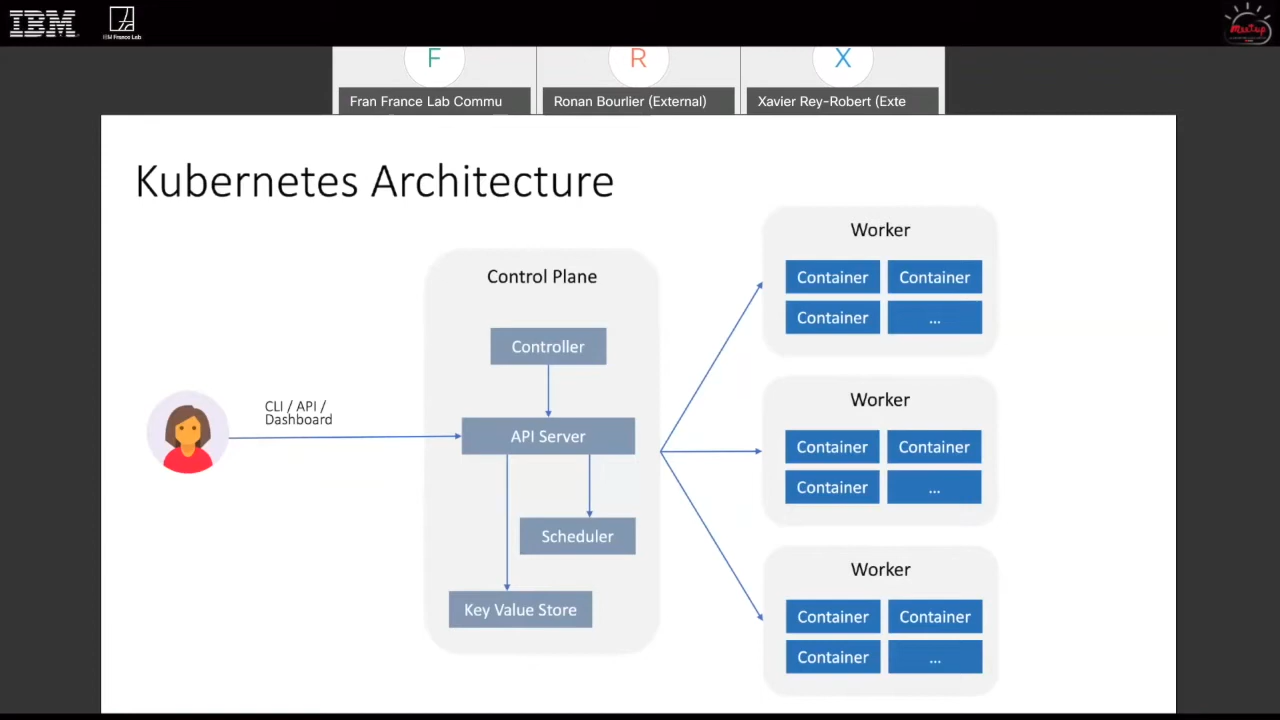 IBM
IBM France Lab
Meetup
F
R
X
Fran France Lab Commu
Ronan Bourlier (External)
Xavier Rey-Robert (Exte
Kubernetes Architecture
CLI / API /
Dashboard
Control Plane
Controller
API Server
Scheduler
Key Value Store
Worker
Container Container
Container ...
Worker
Container Container
Container ...
Worker
Container Container
Container ...